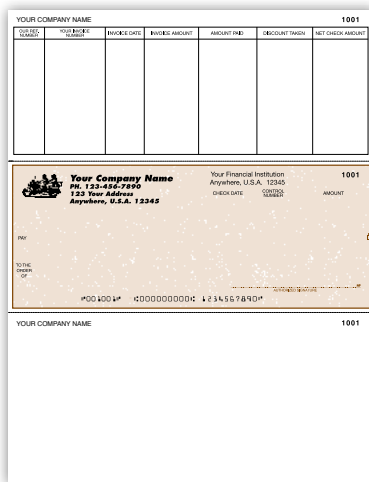 YOUR COMPANY NAME 1001
OUR REF. NUMBER YOUR INVOICE NUMBER INVOICE DATE INVOICE AMOUNT AMOUNT PAID DISCOUNT TAKEN NET CHECK AMOUNT
Your Company Name Your Financial Institution 1001
PH. 123-456-7890 Anywhere, U.S.A. 12345
123 Your Address CHECK DATE CONTROL NUMBER AMOUNT
Anywhere, U.S.A. 12345
PAY
TO THE
ORDER
OF
AUTHORIZED SIGNATURE
⑈001001⑈ ⑆000000000⑆ 1234567890⑈
YOUR COMPANY NAME 1001